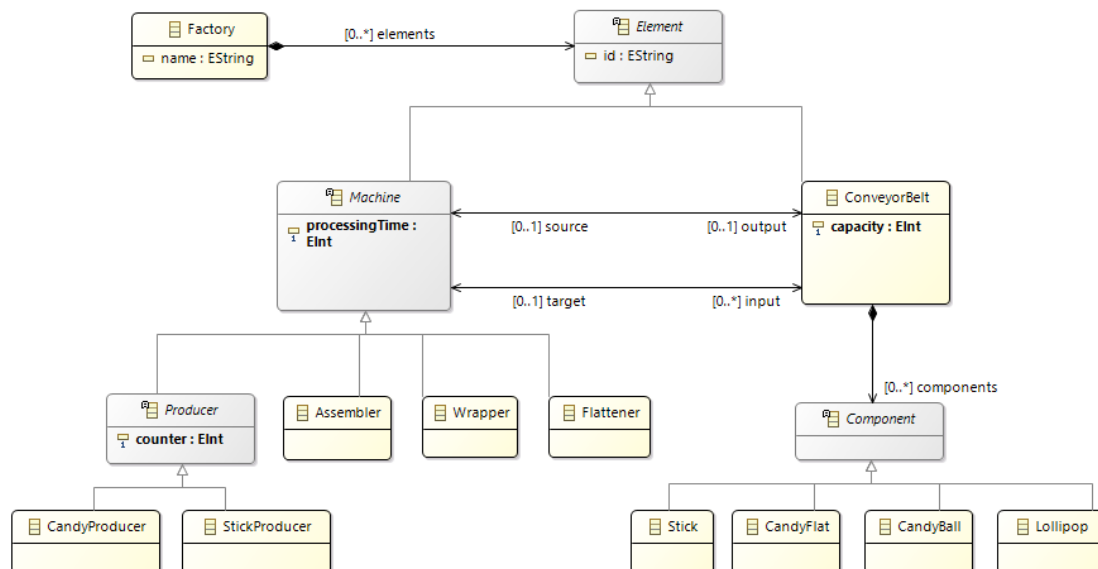 Factory
name : EString
[0..*] elements
Element
id : EString
Machine
processingTime :
EInt
[0..1] source
[0..1] output
[0..1] target
[0..*] input
ConveyorBelt
capacity : EInt
[0..*] components
Producer
counter : EInt
Assembler
Wrapper
Flattener
Component
CandyProducer
StickProducer
Stick
CandyFlat
CandyBall
Lollipop